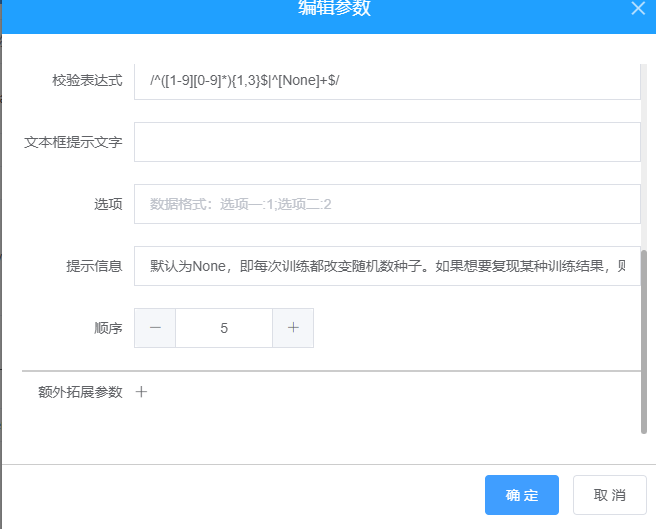 编辑参数
校验表达式 /^([1-9][0-9]*){1,3}$|^[None]+$/
文本框提示文字
选项 数据格式：选项一:1;选项二:2
提示信息 默认为None，即每次训练都改变随机数种子。如果想要复现某种训练结果，则
顺序 5
额外拓展参数
确 定 取 消